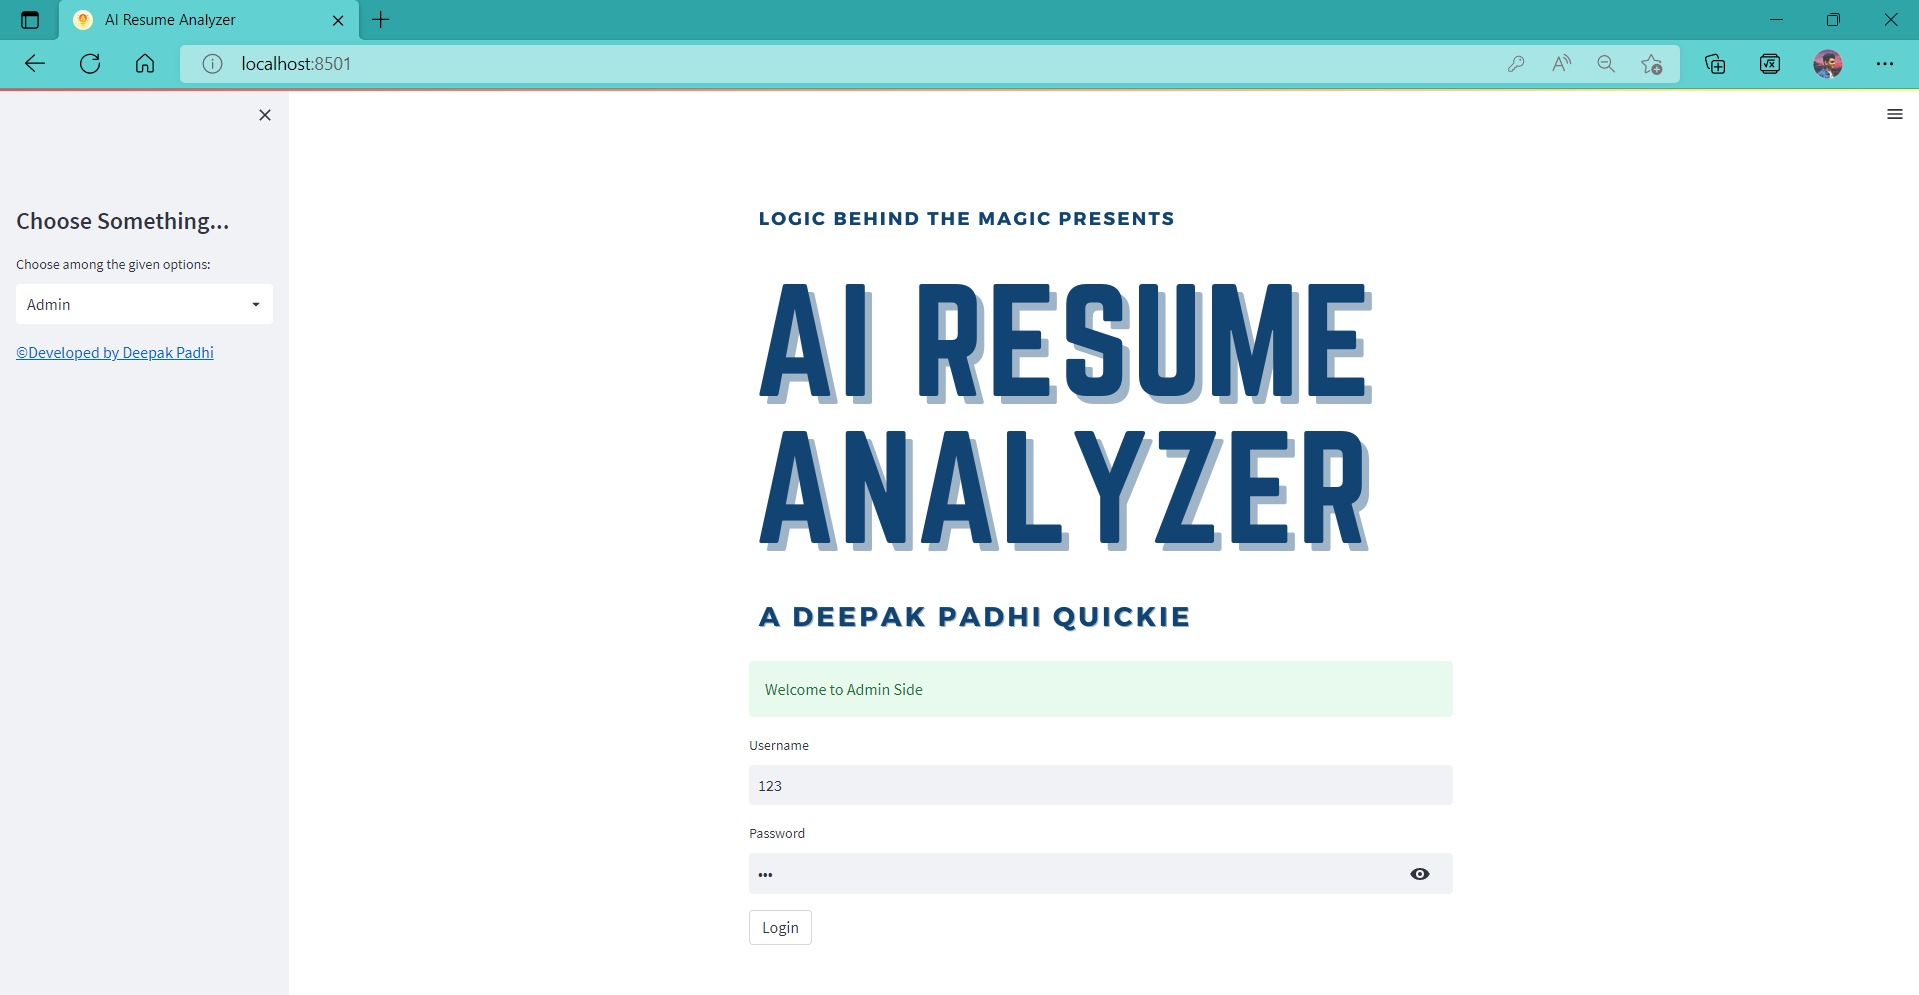 AI Resume Analyzer
localhost:8501
Choose Something...
Choose among the given options:
Admin
©Developed by Deepak Padhi
LOGIC BEHIND THE MAGIC PRESENTS
AI RESUME
ANALYZER
A DEEPAK PADHI QUICKIE
Welcome to Admin Side
Username
123
Password
•••
Login